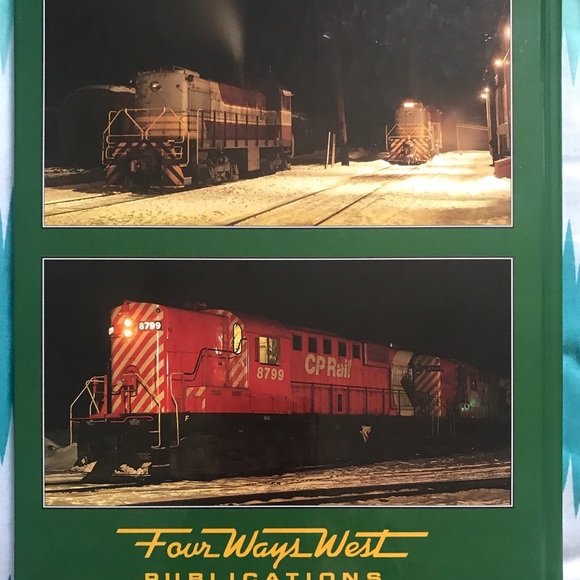 8799
CP Rail
8799
Four Ways West
PUBLICATIONS